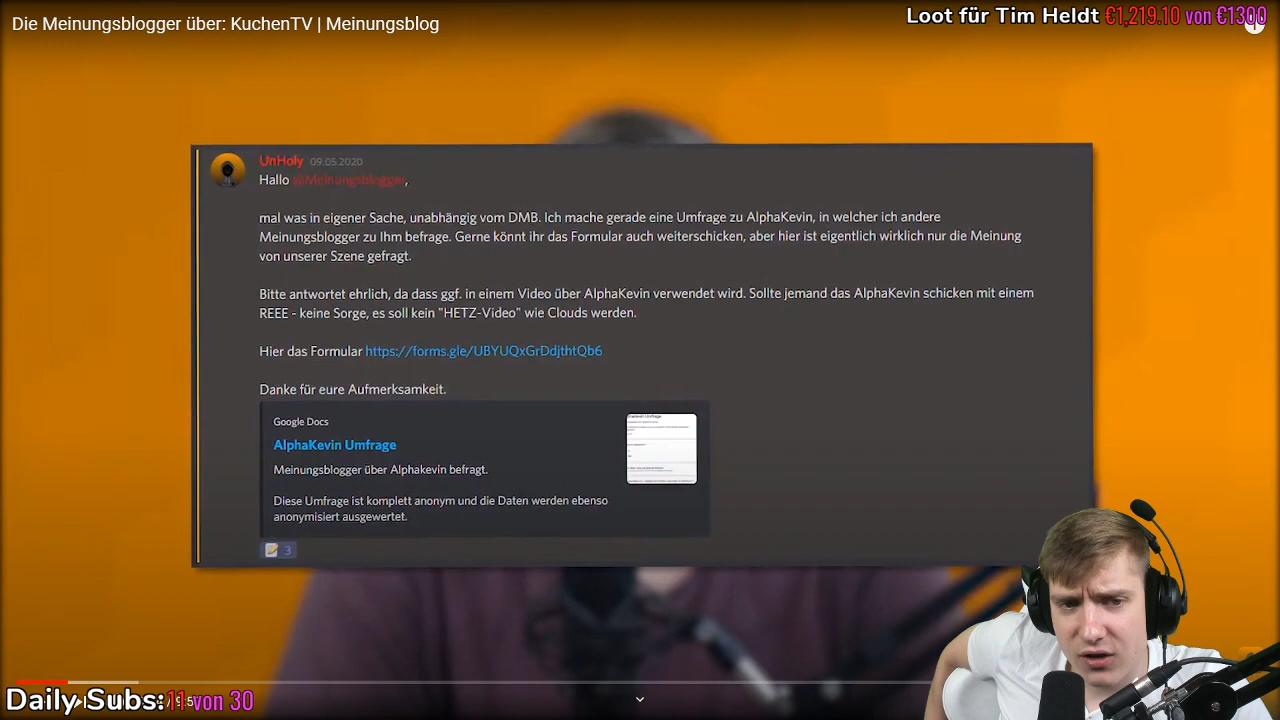 Die Meinungsblogger über: KuchenTV | Meinungsblog
Loot für Tim Heldt €1,219.10 von €1300
UnHoly 09.05.2020
Hallo @Meinungsblogger,
mal was in eigener Sache, unabhängig vom DMB. Ich mache gerade eine Umfrage zu AlphaKevin, in welcher ich andere
Meinungsblogger zu Ihm befrage. Gerne könnt ihr das Formular auch weiterschicken, aber hier ist eigentlich wirklich nur die Meinung
von unserer Szene gefragt.
Bitte antwortet ehrlich, da dass ggf. in einem Video über AlphaKevin verwendet wird. Sollte jemand das AlphaKevin schicken mit einem
REEE - keine Sorge, es soll kein "HETZ-Video" wie Clouds werden.
Hier das Formular https://forms.gle/UBYUQxGrDdjthtQb6
Danke für eure Aufmerksamkeit.
Google Docs
AlphaKevin Umfrage
Meinungsblogger über Alphakevin befragt.
Diese Umfrage ist komplett anonym und die Daten werden ebenso
anonymisiert ausgewertet.
3
Daily Subs: 11 von 30